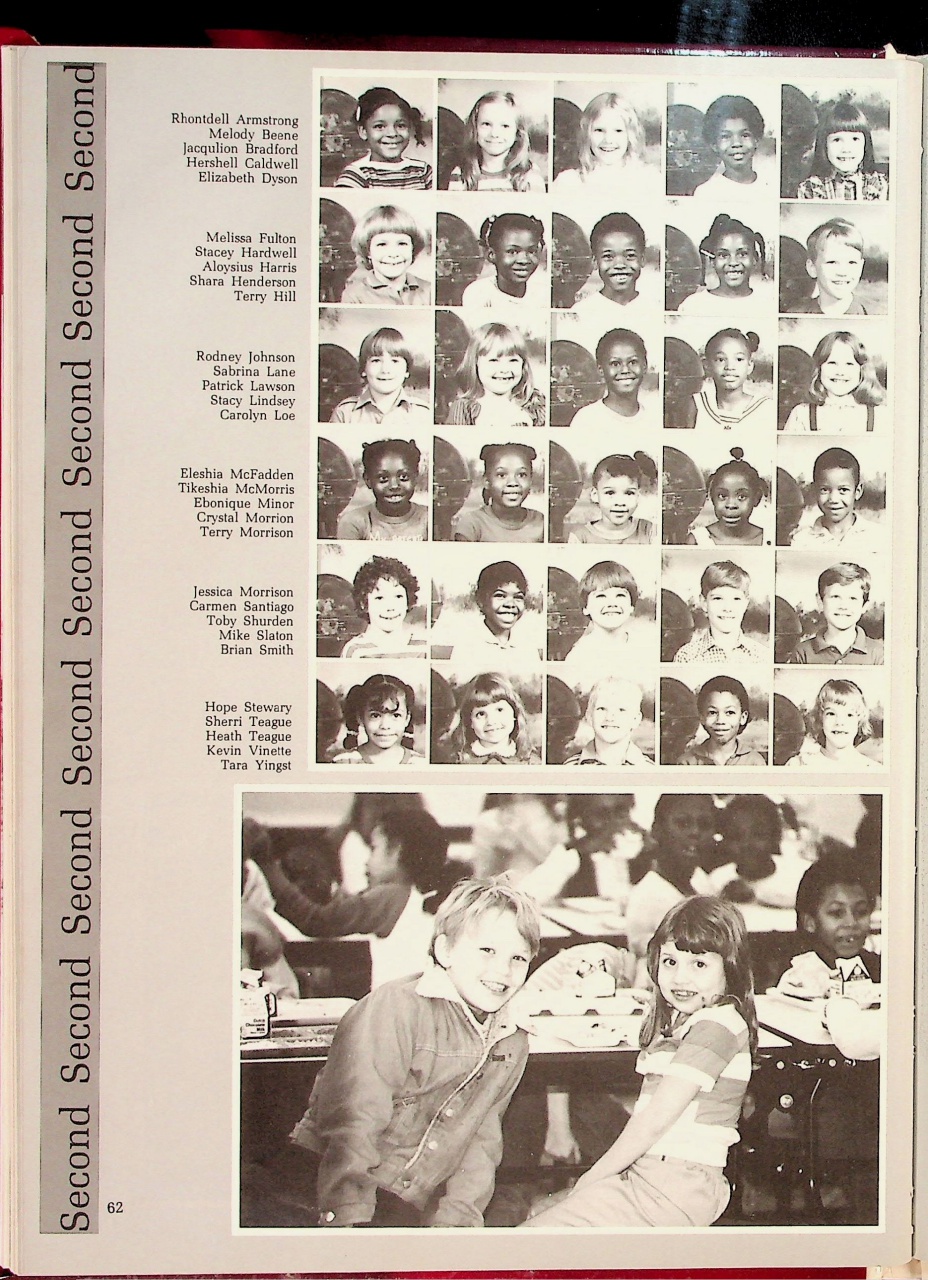 Second Second Second Second Second Second Second Second
Rhontdell Armstrong
Melody Beene
Jacqulion Bradford
Hershell Caldwell
Elizabeth Dyson
Melissa Fulton
Stacey Hardwell
Aloysius Harris
Shara Henderson
Terry Hill
Rodney Johnson
Sabrina Lane
Patrick Lawson
Stacy Lindsey
Carolyn Loe
Eleshia McFadden
Tikeshia McMorris
Ebonique Minor
Crystal Morrion
Terry Morrison
Jessica Morrison
Carmen Santiago
Toby Shurden
Mike Slaton
Brian Smith
Hope Stewary
Sherri Teague
Heath Teague
Kevin Vinette
Tara Yingst
62